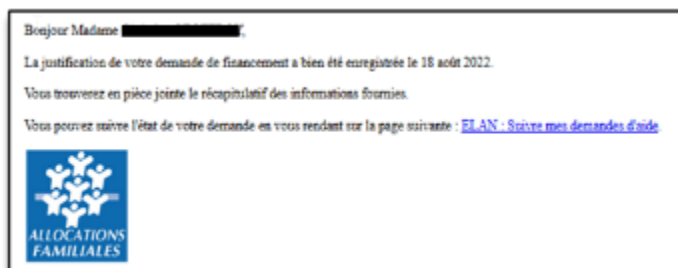 Bonjour Madame
La justification de votre demande de financement a bien été enregistrée le 18 août 2022.
Vous trouverez en pièce jointe le récapitulatif des informations fournies.
Vous pouvez suivre l'état de votre demande en vous rendant sur la page suivante : ELAN : Suivre mes demandes d'aide.
ALLOCATIONS
FAMILIALES